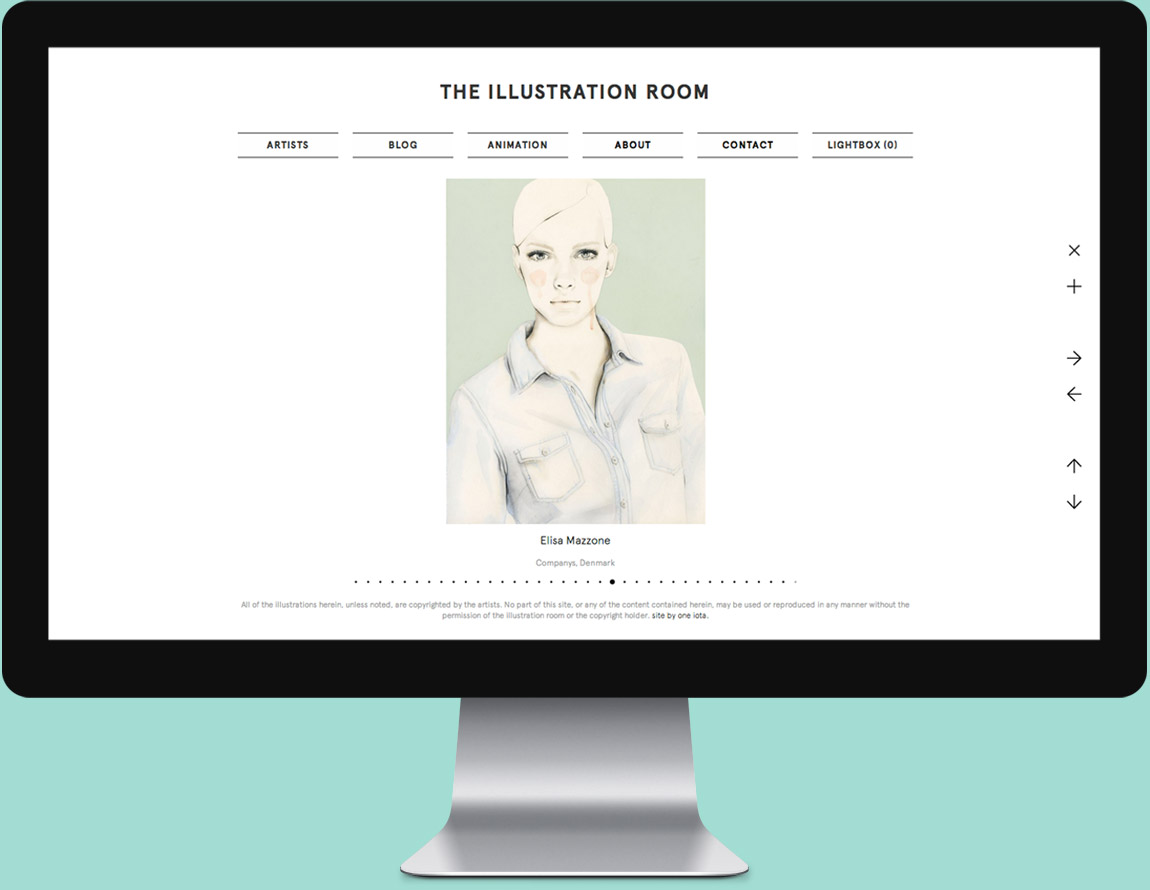 THE ILLUSTRATION ROOM
ARTISTS BLOG ANIMATION ABOUT CONTACT LIGHTBOX (0)
Elisa Mazzone
Companys, Denmark
All of the illustrations herein, unless noted, are copyrighted by the artists. No part of this site, or any of the content contained herein, may be used or reproduced in any manner without the
permission of the illustration room or the copyright holder. site by one iota.